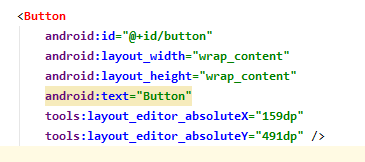 <Button
android:id="@+id/button"
android:layout_width="wrap_content"
android:layout_height="wrap_content"
android:text="Button"
tools:layout_editor_absoluteX="159dp"
tools:layout_editor_absoluteY="491dp" />